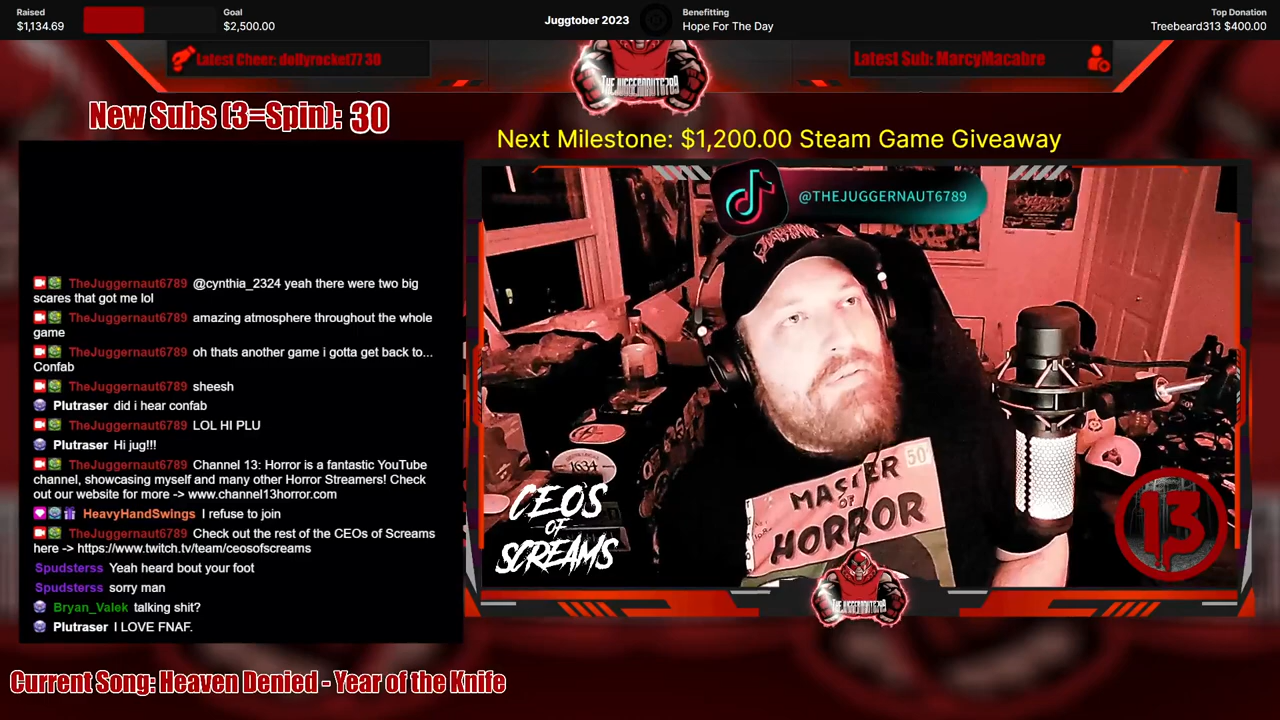 Raised
$1,134.69
Goal
$2,500.00
Juggtober 2023
Benefitting
Hope For The Day
Top Donation
Treebeard313 $400.00
Latest Cheer: dollyrocket77 30
THEJUGGERNAUT6789
Latest Sub: MarcyMacabre
New Subs (3=Spin): 30
Next Milestone: $1,200.00 Steam Game Giveaway
@THEJUGGERNAUT6789
TheJuggernaut6789 @cynthia_2324 yeah there were two big
scares that got me lol
TheJuggernaut6789 amazing atmosphere throughout the whole
game
TheJuggernaut6789 oh thats another game i gotta get back to...
Confab
TheJuggernaut6789 sheesh
Plutraser did i hear confab
TheJuggernaut6789 LOL HI PLU
Plutraser Hi jug!!!
TheJuggernaut6789 Channel 13: Horror is a fantastic YouTube
channel, showcasing myself and many other Horror Streamers! Check
out our website for more -> www.channel13horror.com
HeavyHandSwings I refuse to join
TheJuggernaut6789 Check out the rest of the CEOs of Screams
here -> https://www.twitch.tv/team/ceosofscreams
Spudsterss Yeah heard bout your foot
Spudsterss sorry man
Bryan_Valek talking shit?
Plutraser I LOVE FNAF.
1634
CEOS
OF
SCREAMS
MASTER
OF
HORROR
50¢
13
THEJUGGERNAUT6789
Current Song: Heaven Denied - Year of the Knife